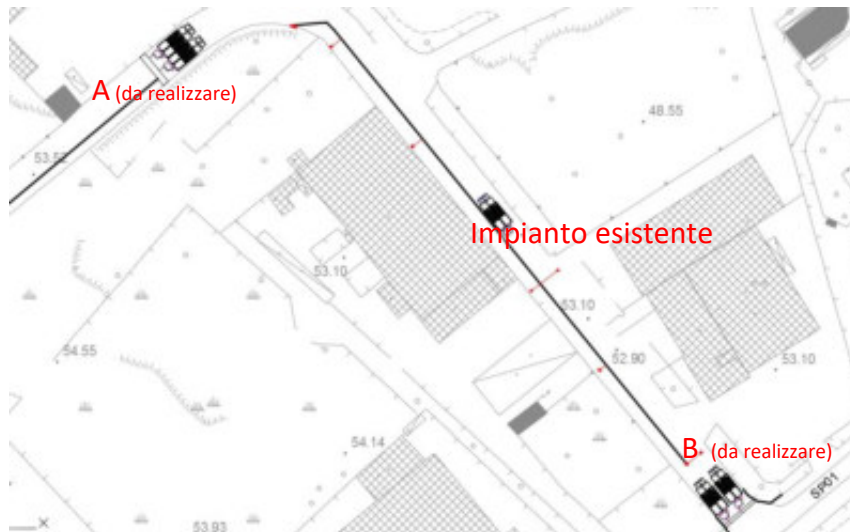 A (da realizzare)
48.55
53.52
Impianto esistente
53.10
53.10
52.90
54.55
53.10
B (da realizzare)
54.14
SP01
53.93
X